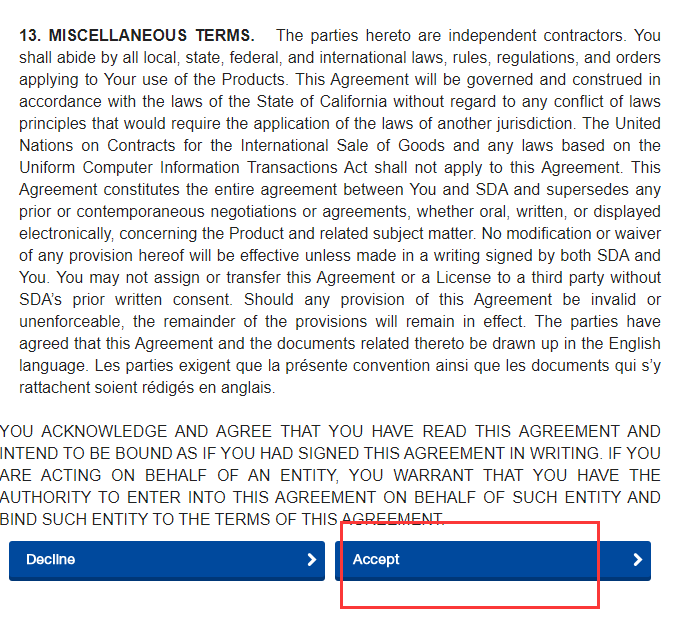 13. MISCELLANEOUS TERMS. The parties hereto are independent contractors. You
shall abide by all local, state, federal, and international laws, rules, regulations, and orders
applying to Your use of the Products. This Agreement will be governed and construed in
accordance with the laws of the State of California without regard to any conflict of laws
principles that would require the application of the laws of another jurisdiction. The United
Nations on Contracts for the International Sale of Goods and any laws based on the
Uniform Computer Information Transactions Act shall not apply to this Agreement. This
Agreement constitutes the entire agreement between You and SDA and supersedes any
prior or contemporaneous negotiations or agreements, whether oral, written, or displayed
electronically, concerning the Product and related subject matter. No modification or waiver
of any provision hereof will be effective unless made in a writing signed by both SDA and
You. You may not assign or transfer this Agreement or a License to a third party without
SDA’s prior written consent. Should any provision of this Agreement be invalid or
unenforceable, the remainder of the provisions will remain in effect. The parties have
agreed that this Agreement and the documents related thereto be drawn up in the English
language. Les parties exigent que la présente convention ainsi que les documents qui s’y
rattachent soient rédigés en anglais.
YOU ACKNOWLEDGE AND AGREE THAT YOU HAVE READ THIS AGREEMENT AND
INTEND TO BE BOUND AS IF YOU HAD SIGNED THIS AGREEMENT IN WRITING. IF YOU
ARE ACTING ON BEHALF OF AN ENTITY, YOU WARRANT THAT YOU HAVE THE
AUTHORITY TO ENTER INTO THIS AGREEMENT ON BEHALF OF SUCH ENTITY AND
BIND SUCH ENTITY TO THE TERMS OF THIS AGREEMENT.
Decline
Accept